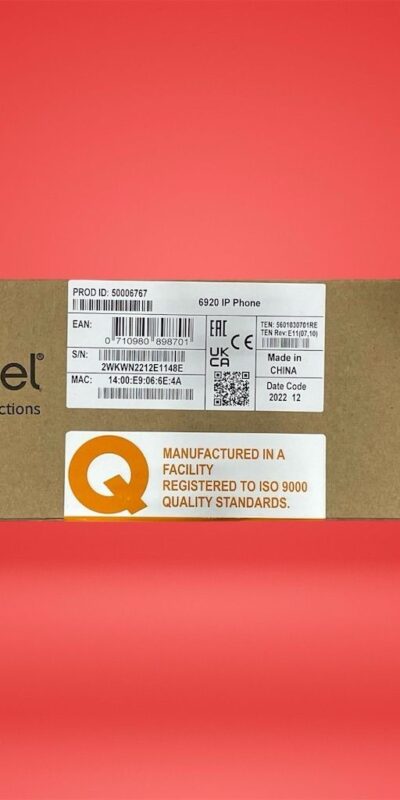 PROD ID: 50006767
6920 IP Phone
EAN:
0 710980 898701
S/N:
2WKWN2212E1148E
MAC: 14:00:E9:06:6E:4A
EAC
CE
UK
CA
TEN: 5601030701RE
TEN Rev: E11(07,10)
Made in
CHINA
Date Code
2022 12
el®
ctions
Q
MANUFACTURED IN A
FACILITY
REGISTERED TO ISO 9000
QUALITY STANDARDS.